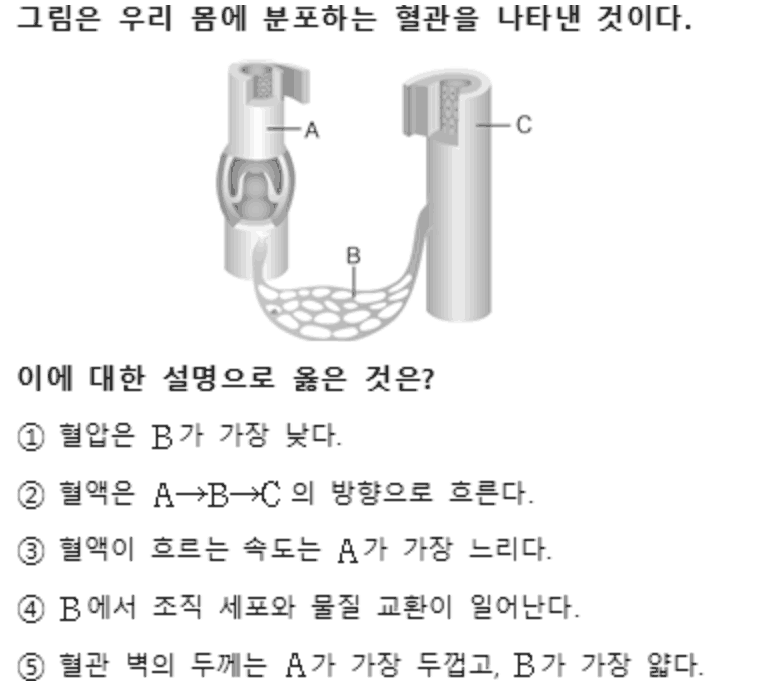 그림은 우리 몸에 분포하는 혈관을 나타낸 것이다.
A
C
B
이에 대한 설명으로 옳은 것은?
① 혈압은 B가 가장 낮다.
② 혈액은 A→B→C 의 방향으로 흐른다.
③ 혈액이 흐르는 속도는 A가 가장 느리다.
④ B에서 조직 세포와 물질 교환이 일어난다.
⑤ 혈관 벽의 두께는 A가 가장 두껍고, B가 가장 얇다.